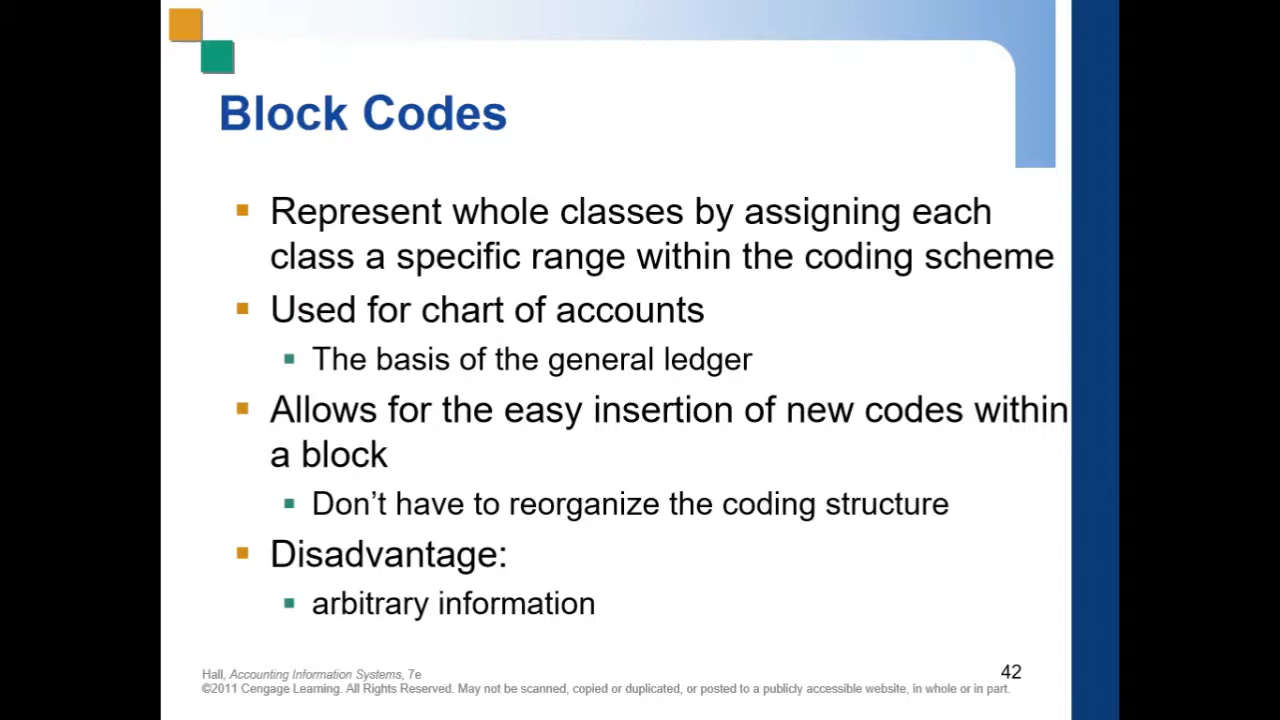 Block Codes
Represent whole classes by assigning each
class a specific range within the coding scheme
Used for chart of accounts
The basis of the general ledger
Allows for the easy insertion of new codes within
a block
Don’t have to reorganize the coding structure
Disadvantage:
arbitrary information
Hall, Accounting Information Systems, 7e
©2011 Cengage Learning. All Rights Reserved. May not be scanned, copied or duplicated, or posted to a publicly accessible website, in whole or in part.
42